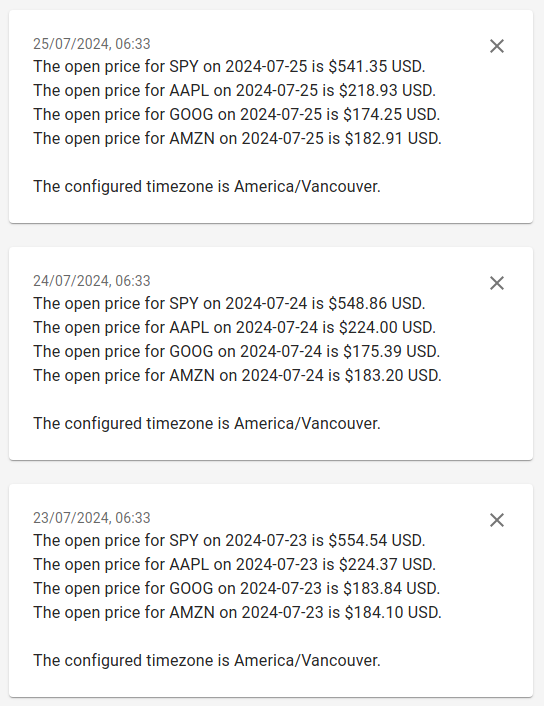 25/07/2024, 06:33
The open price for SPY on 2024-07-25 is $541.35 USD.
The open price for AAPL on 2024-07-25 is $218.93 USD.
The open price for GOOG on 2024-07-25 is $174.25 USD.
The open price for AMZN on 2024-07-25 is $182.91 USD.
The configured timezone is America/Vancouver.
24/07/2024, 06:33
The open price for SPY on 2024-07-24 is $548.86 USD.
The open price for AAPL on 2024-07-24 is $224.00 USD.
The open price for GOOG on 2024-07-24 is $175.39 USD.
The open price for AMZN on 2024-07-24 is $183.20 USD.
The configured timezone is America/Vancouver.
23/07/2024, 06:33
The open price for SPY on 2024-07-23 is $554.54 USD.
The open price for AAPL on 2024-07-23 is $224.37 USD.
The open price for GOOG on 2024-07-23 is $183.84 USD.
The open price for AMZN on 2024-07-23 is $184.10 USD.
The configured timezone is America/Vancouver.